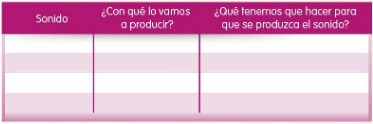 Sonido
¿Con qué lo vamos
a producir?
¿Qué tenemos que hacer para
que se produzca el sonido?